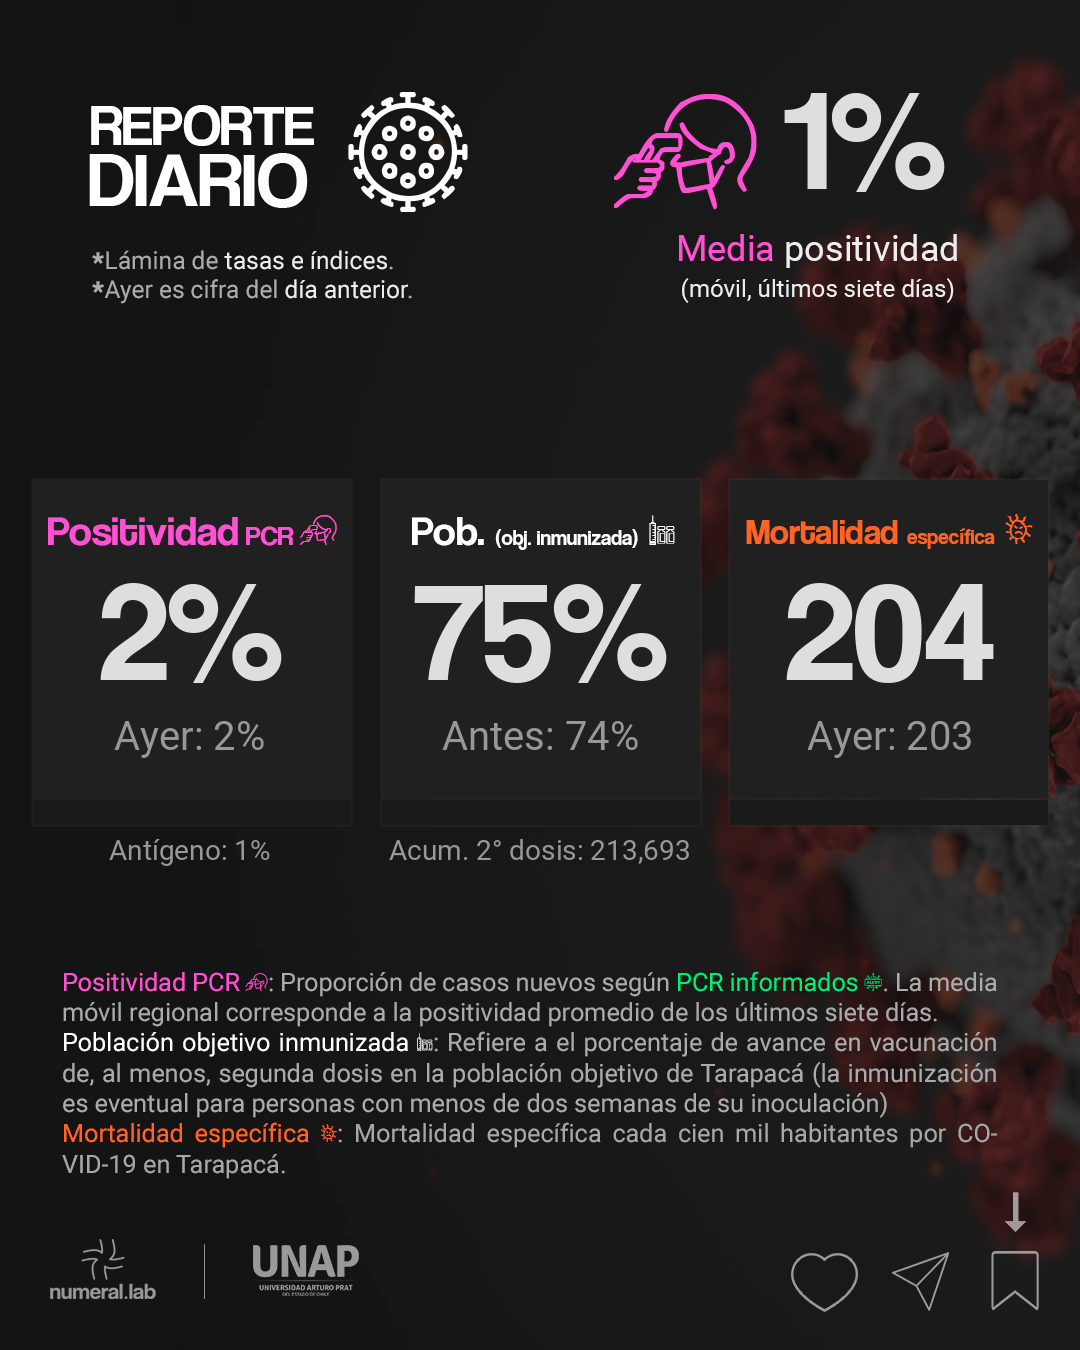 REPORTE
DIARIO
*Lámina de tasas e índices.
*Ayer es cifra del día anterior.
1%
Media positividad
(móvil, últimos siete días)
Positividad PCR
2%
Ayer: 2%
Antígeno: 1%
Pob. (obj. inmunizada)
75%
Antes: 74%
Acum. 2° dosis: 213,693
Mortalidad específica
204
Ayer: 203
Positividad PCR : Proporción de casos nuevos según PCR informados . La media
móvil regional corresponde a la positividad promedio de los últimos siete días.
Población objetivo inmunizada : Refiere a el porcentaje de avance en vacunación
de, al menos, segunda dosis en la población objetivo de Tarapacá (la inmunización
es eventual para personas con menos de dos semanas de su inoculación)
Mortalidad específica : Mortalidad específica cada cien mil habitantes por CO-
VID-19 en Tarapacá.
numeral.lab
UNAP
UNIVERSIDAD ARTURO PRAT
DEL ESTADO DE CHILE